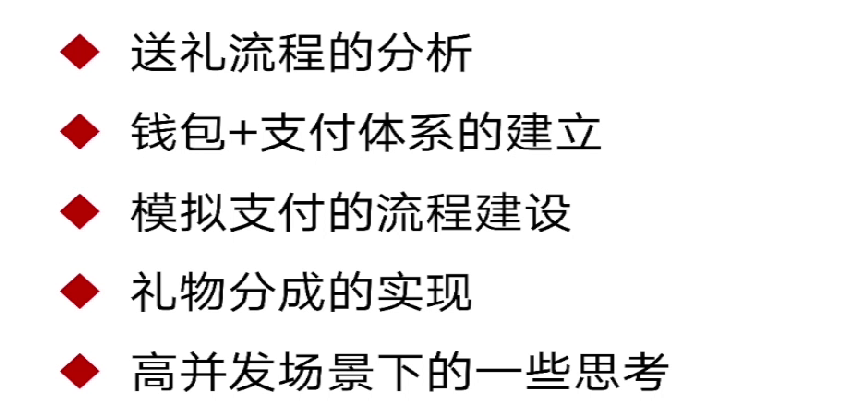 送礼流程的分析
钱包+支付体系的建立
模拟支付的流程建设
礼物分成的实现
高并发场景下的一些思考